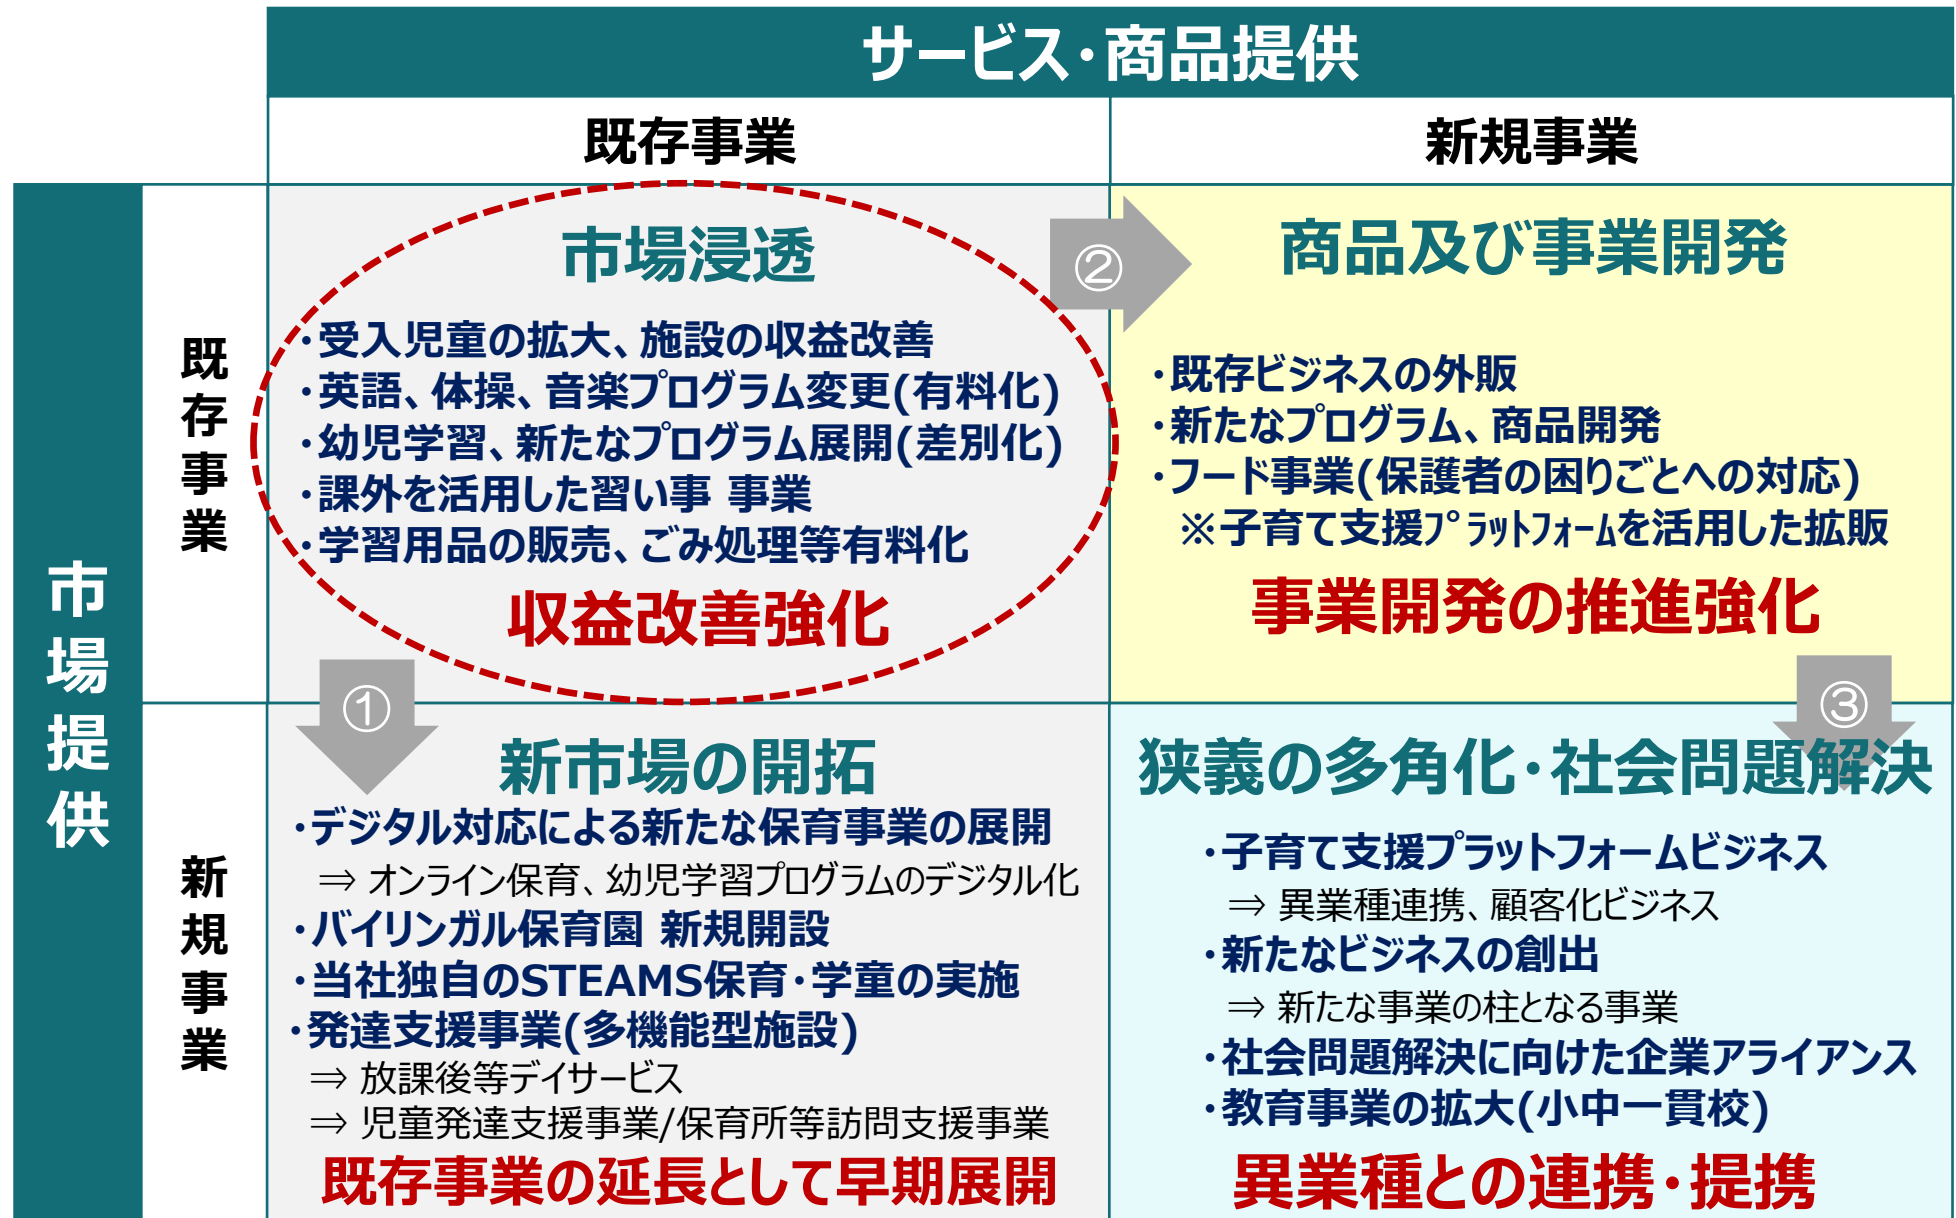 サービス・商品提供
既存事業
新規事業
市場提供
既存事業
市場浸透
・受入児童の拡大、施設の収益改善
・英語、体操、音楽プログラム変更(有料化)
・幼児学習、新たなプログラム展開(差別化)
・課外を活用した習い事 事業
・学習用品の販売、ごみ処理等有料化
収益改善強化
②
商品及び事業開発
・既存ビジネスの外販
・新たなプログラム、商品開発
・フード事業(保護者の困りごとへの対応)
※子育て支援ﾌﾟﾗｯﾄﾌｫｰﾑを活用した拡販
事業開発の推進強化
①
③
新規事業
新市場の開拓
・デジタル対応による新たな保育事業の展開
⇒ オンライン保育、幼児学習プログラムのデジタル化
・バイリンガル保育園 新規開設
・当社独自のSTEAMS保育・学童の実施
・発達支援事業(多機能型施設)
⇒ 放課後等デイサービス
⇒ 児童発達支援事業/保育所等訪問支援事業
既存事業の延長として早期展開
狭義の多角化・社会問題解決
・子育て支援プラットフォームビジネス
⇒ 異業種連携、顧客化ビジネス
・新たなビジネスの創出
⇒ 新たな事業の柱となる事業
・社会問題解決に向けた企業アライアンス
・教育事業の拡大(小中一貫校)
異業種との連携・提携